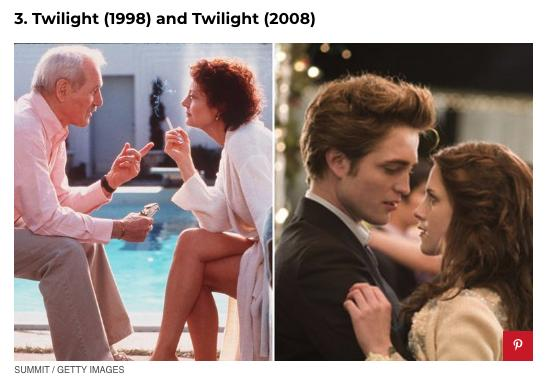 3. Twilight (1998) and Twilight (2008)
SUMMIT / GETTY IMAGES